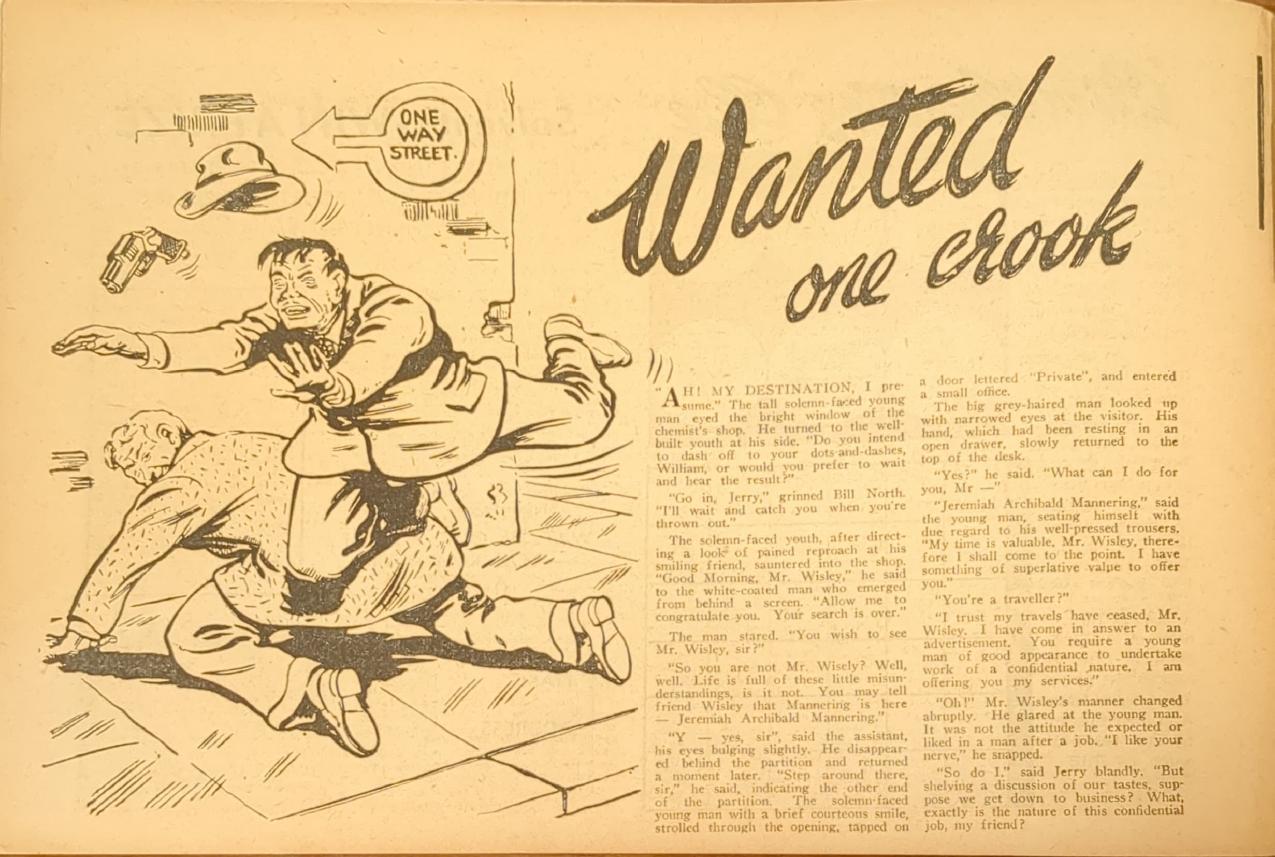 ONE
WAY
STREET.
Wanted
one crook
"AH! MY DESTINATION, I pre-
sume." The tall solemn-faced young
man eyed the bright window of the
chemist's shop. He turned to the well-
built youth at his side. "Do you intend
to dash off to your dots-and-dashes,
William, or would you prefer to wait
and hear the result?"
"Go in, Jerry," grinned Bill North.
"I'll wait and catch you when you're
thrown out."
The solemn-faced youth, after direct-
ing a look of pained reproach at his
smiling friend, sauntered into the shop.
"Good Morning, Mr. Wisley," he said
to the white-coated man who emerged
from behind a screen. "Allow me to
congratulate you. Your search is over."
The man stared. "You wish to see
Mr. Wisley, sir?"
"So you are not Mr. Wisely? Well,
well. Life is full of these little misun-
derstandings, is it not. You may tell
friend Wisley that Mannering is here
— Jeremiah Archibald Mannering."
"Y — yes, sir", said the assistant,
his eyes bulging slightly. He disappear-
ed behind the partition and returned
a moment later. "Step around there,
sir," he said, indicating the other end
of the partition. The solemn-faced
young man with a brief courteous smile,
strolled through the opening, tapped on
a door lettered "Private", and entered
a small office.
The big grey-haired man looked up
with narrowed eyes at the visitor. His
hand, which had been resting in an
open drawer, slowly returned to the
top of the desk.
"Yes?" he said. "What can I do for
you, Mr —"
"Jeremiah Archibald Mannering," said
the young man, seating himself with
due regard to his well-pressed trousers,
"My time is valuable, Mr. Wisley, there-
fore I shall come to the point. I have
something of superlative value to offer
you."
"You're a traveller?"
"I trust my travels have ceased, Mr.
Wisley. I have come in answer to an
advertisement. You require a young
man of good appearance to undertake
work of a confidential nature. I am
offering you my services."
"Oh!" Mr. Wisley's manner changed
abruptly. He glared at the young man.
It was not the attitude he expected or
liked in a man after a job. "I like your
nerve," he snapped.
"So do I." said Jerry blandly. "But
shelving a discussion of our tastes, sup-
pose we get down to business? What,
exactly is the nature of this confidential
job, my friend?